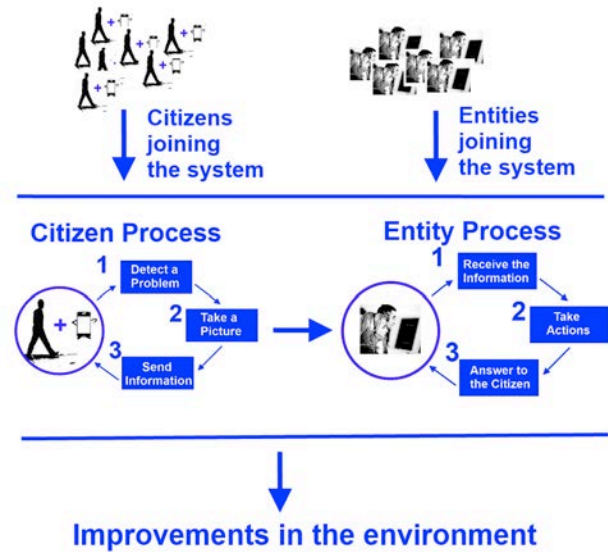 Citizens
joining
the system
Entities
joining
the system
Citizen Process
1
Detect a
Problem
2
Take a
Picture
3
Send
Information
Entity Process
1
Receive the
Information
2
Take
Actions
3
Answer to
the Citizen
Improvements in the environment